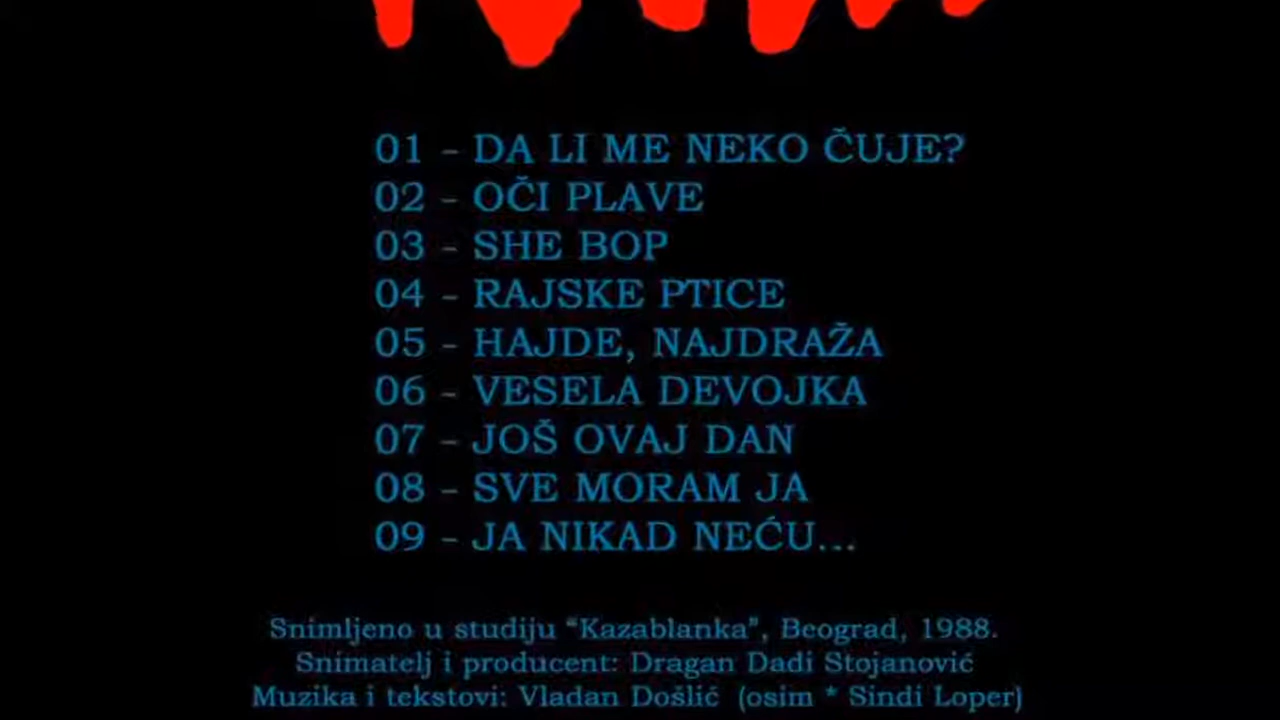 01 - DA LI ME NEKO ČUJE?
02 - OČI PLAVE
03 - SHE BOP
04 - RAJSKE PTICE
05 - HAJDE, NAJDRAŽA
06 - VESELA DEVOJKA
07 - JOŠ OVAJ DAN
08 - SVE MORAM JA
09 - JA NIKAD NEĆU...
Snimljeno u studiju “Kazablanka”, Beograd, 1988.
Snimatelj i producent: Dragan Dadi Stojanović
Muzika i tekstovi: Vladan Došlić (osim * Sindi Loper)